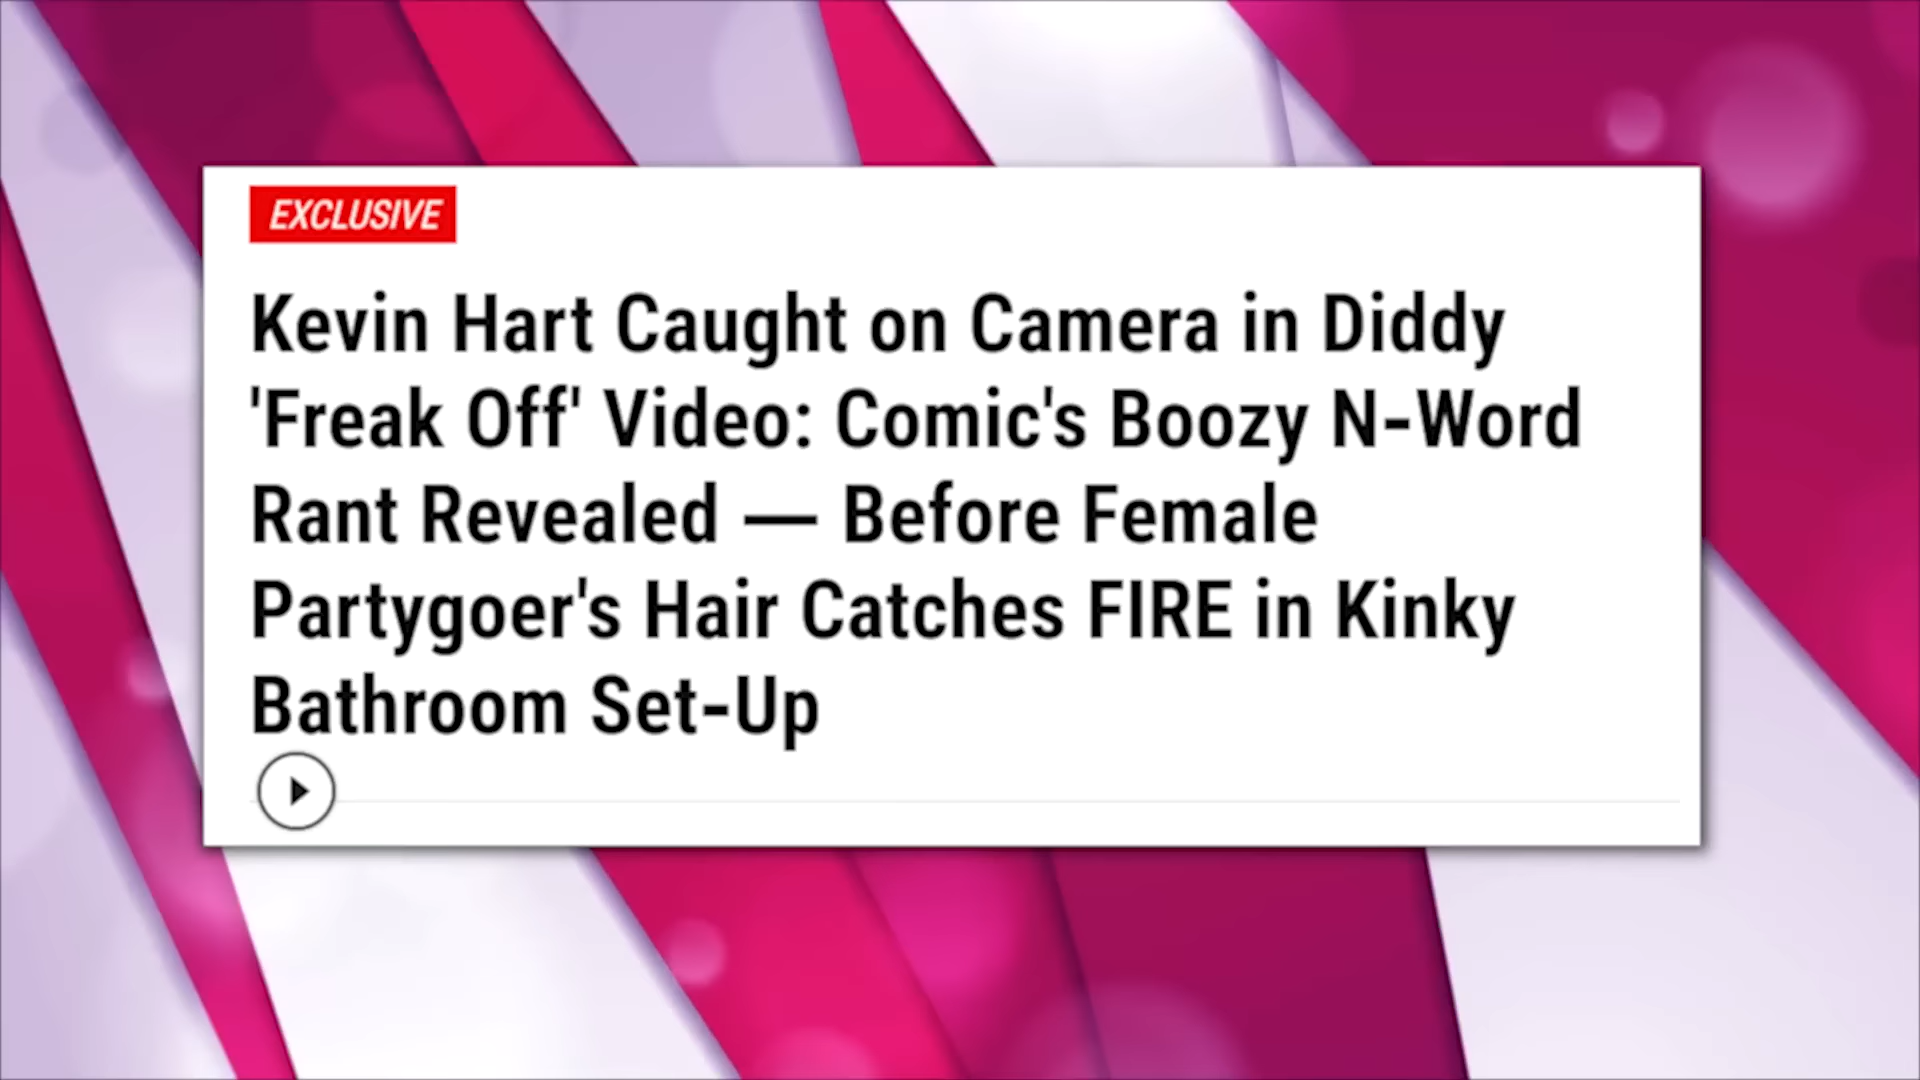 EXCLUSIVE
Kevin Hart Caught on Camera in Diddy
'Freak Off' Video: Comic's Boozy N-Word
Rant Revealed — Before Female
Partygoer's Hair Catches FIRE in Kinky
Bathroom Set-Up